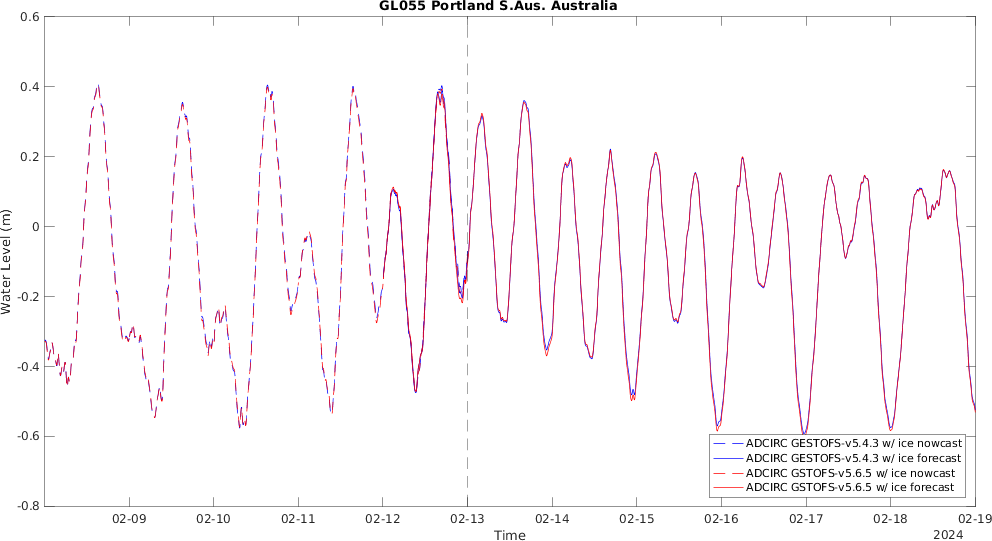 GL055 Portland S.Aus. Australia
Water Level (m)
0.6
0.4
0.2
0
-0.2
-0.4
-0.6
-0.8
ADCIRC GESTOFS-v5.4.3 w/ ice nowcast
ADCIRC GESTOFS-v5.4.3 w/ ice forecast
ADCIRC GSTOFS-v5.6.5 w/ ice nowcast
ADCIRC GSTOFS-v5.6.5 w/ ice forecast
02-09 02-10 02-11 02-12 02-13 02-14 02-15 02-16 02-17 02-18 02-19
Time
2024